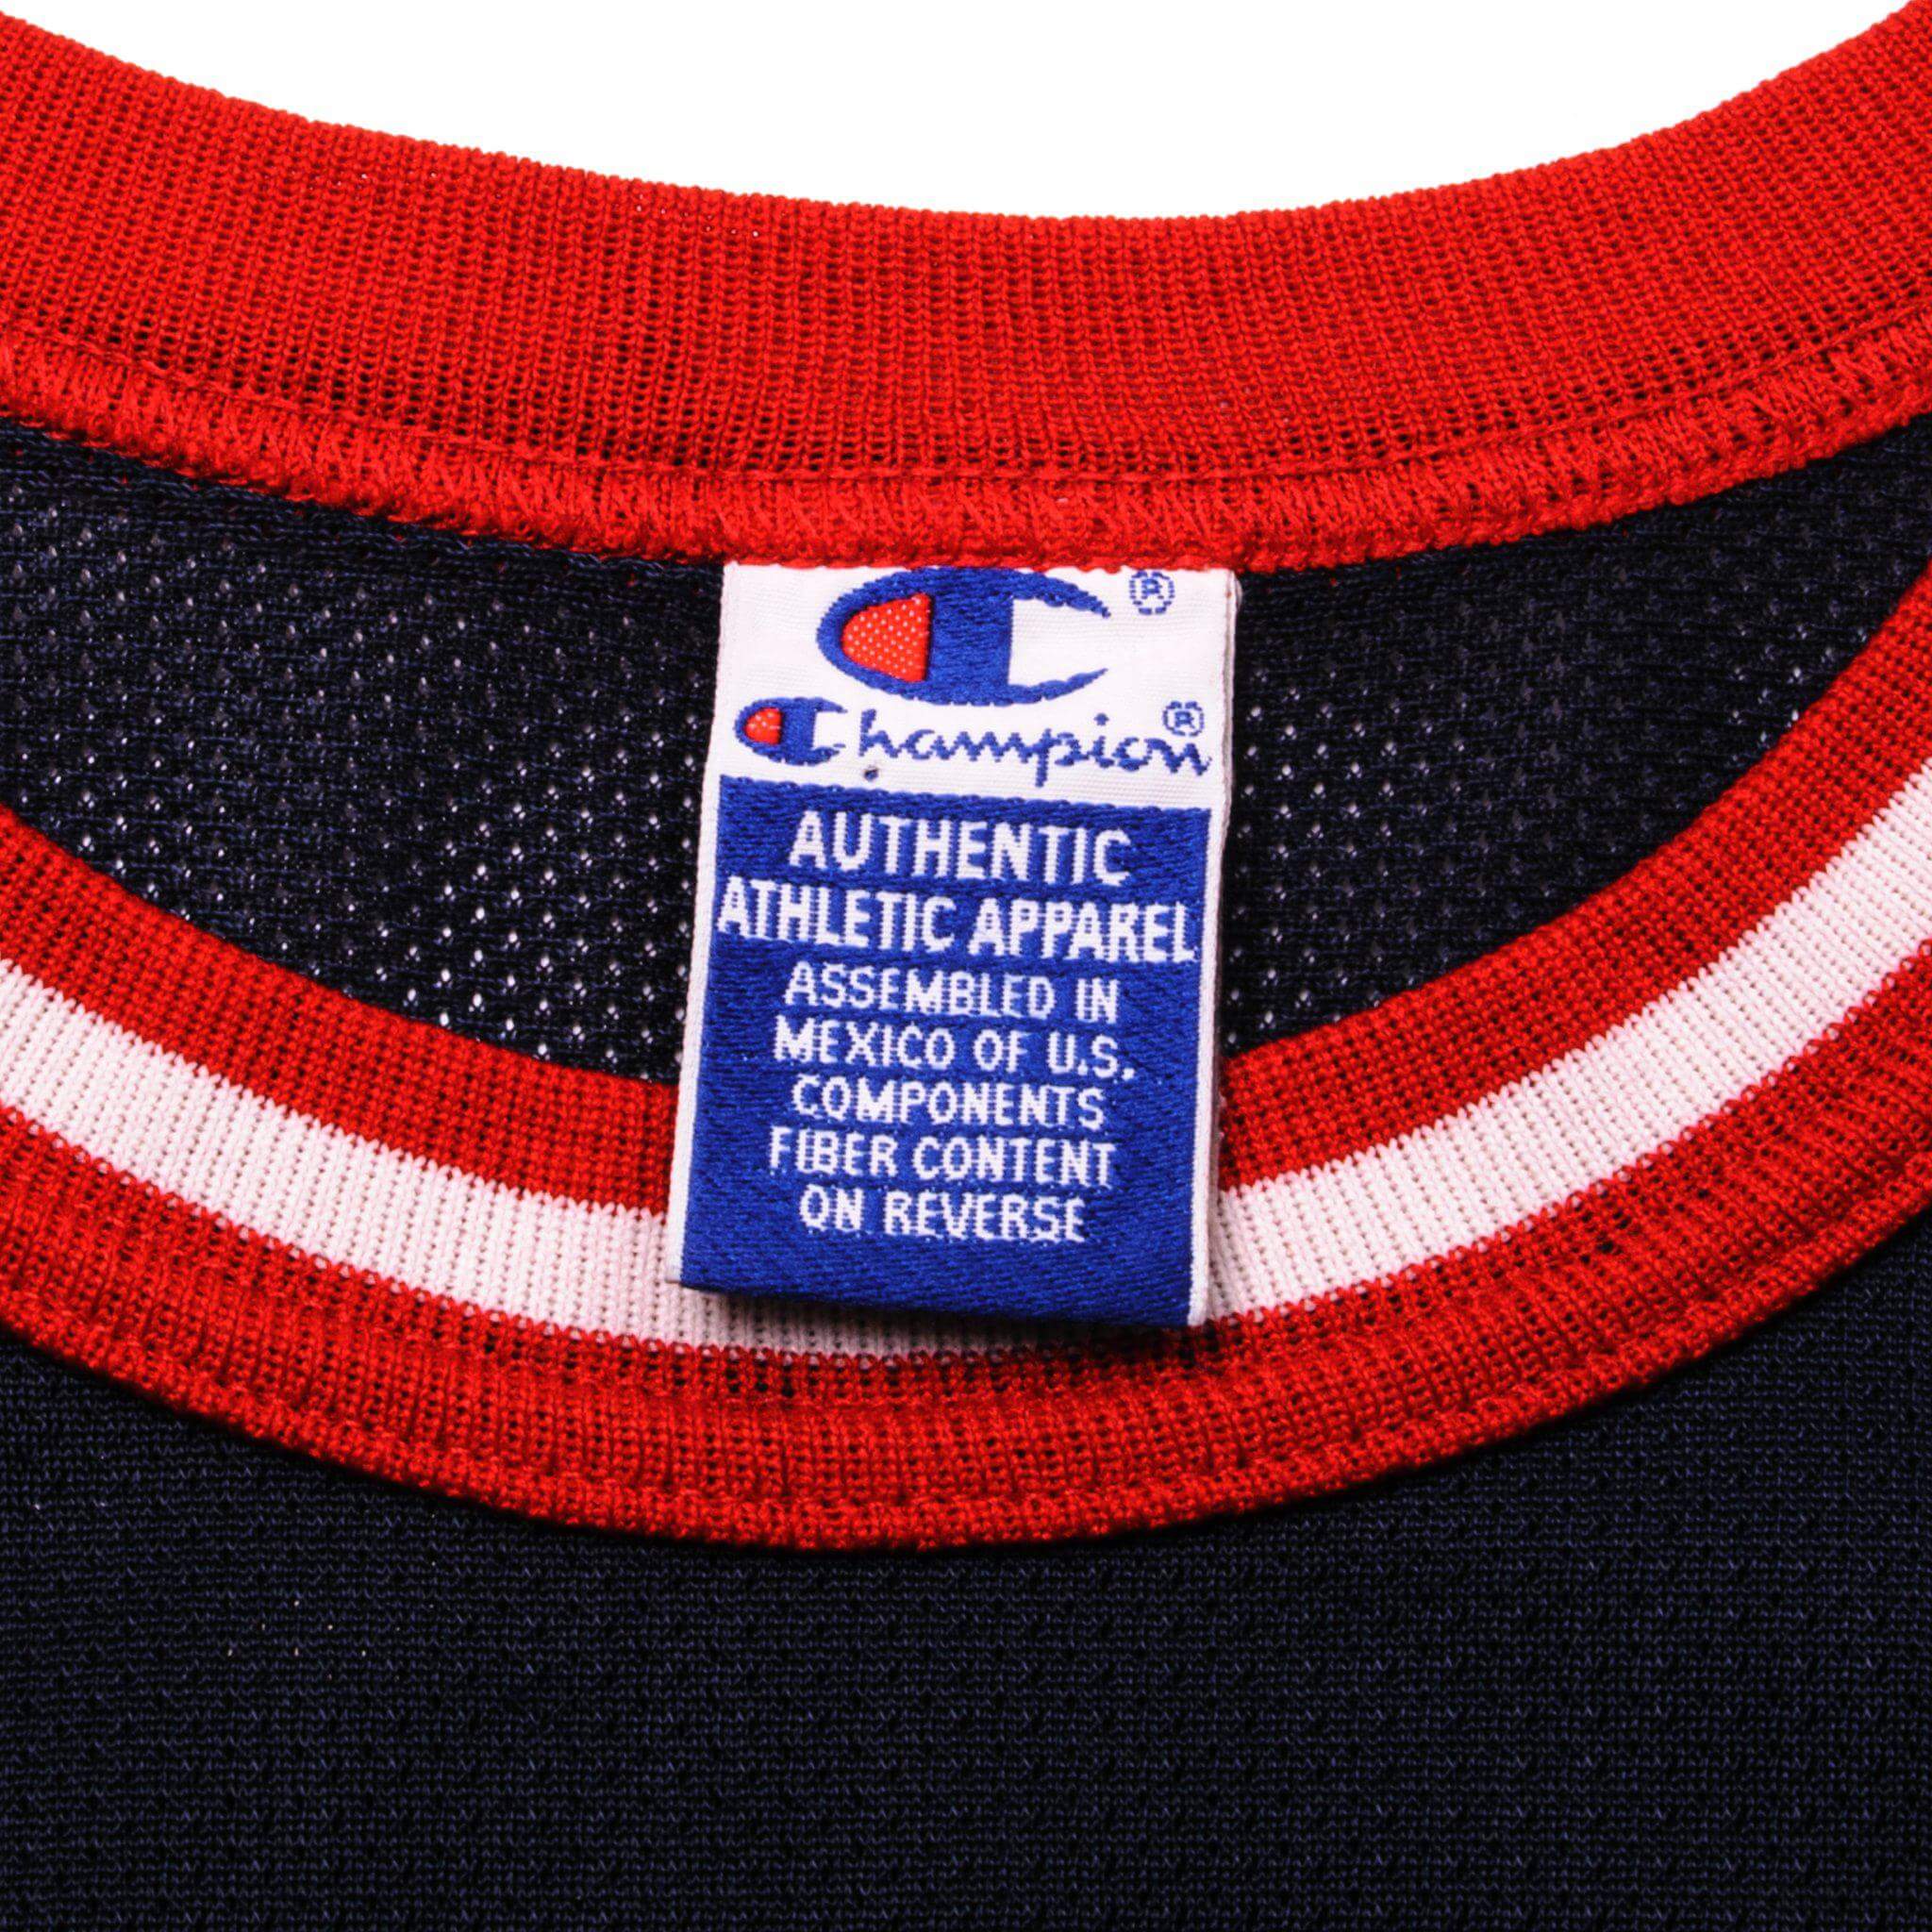 ®
Champion®
AUTHENTIC
ATHLETIC APPAREL
ASSEMBLED IN
MEXICO OF U.S.
COMPONENTS
FIBER CONTENT
ON REVERSE